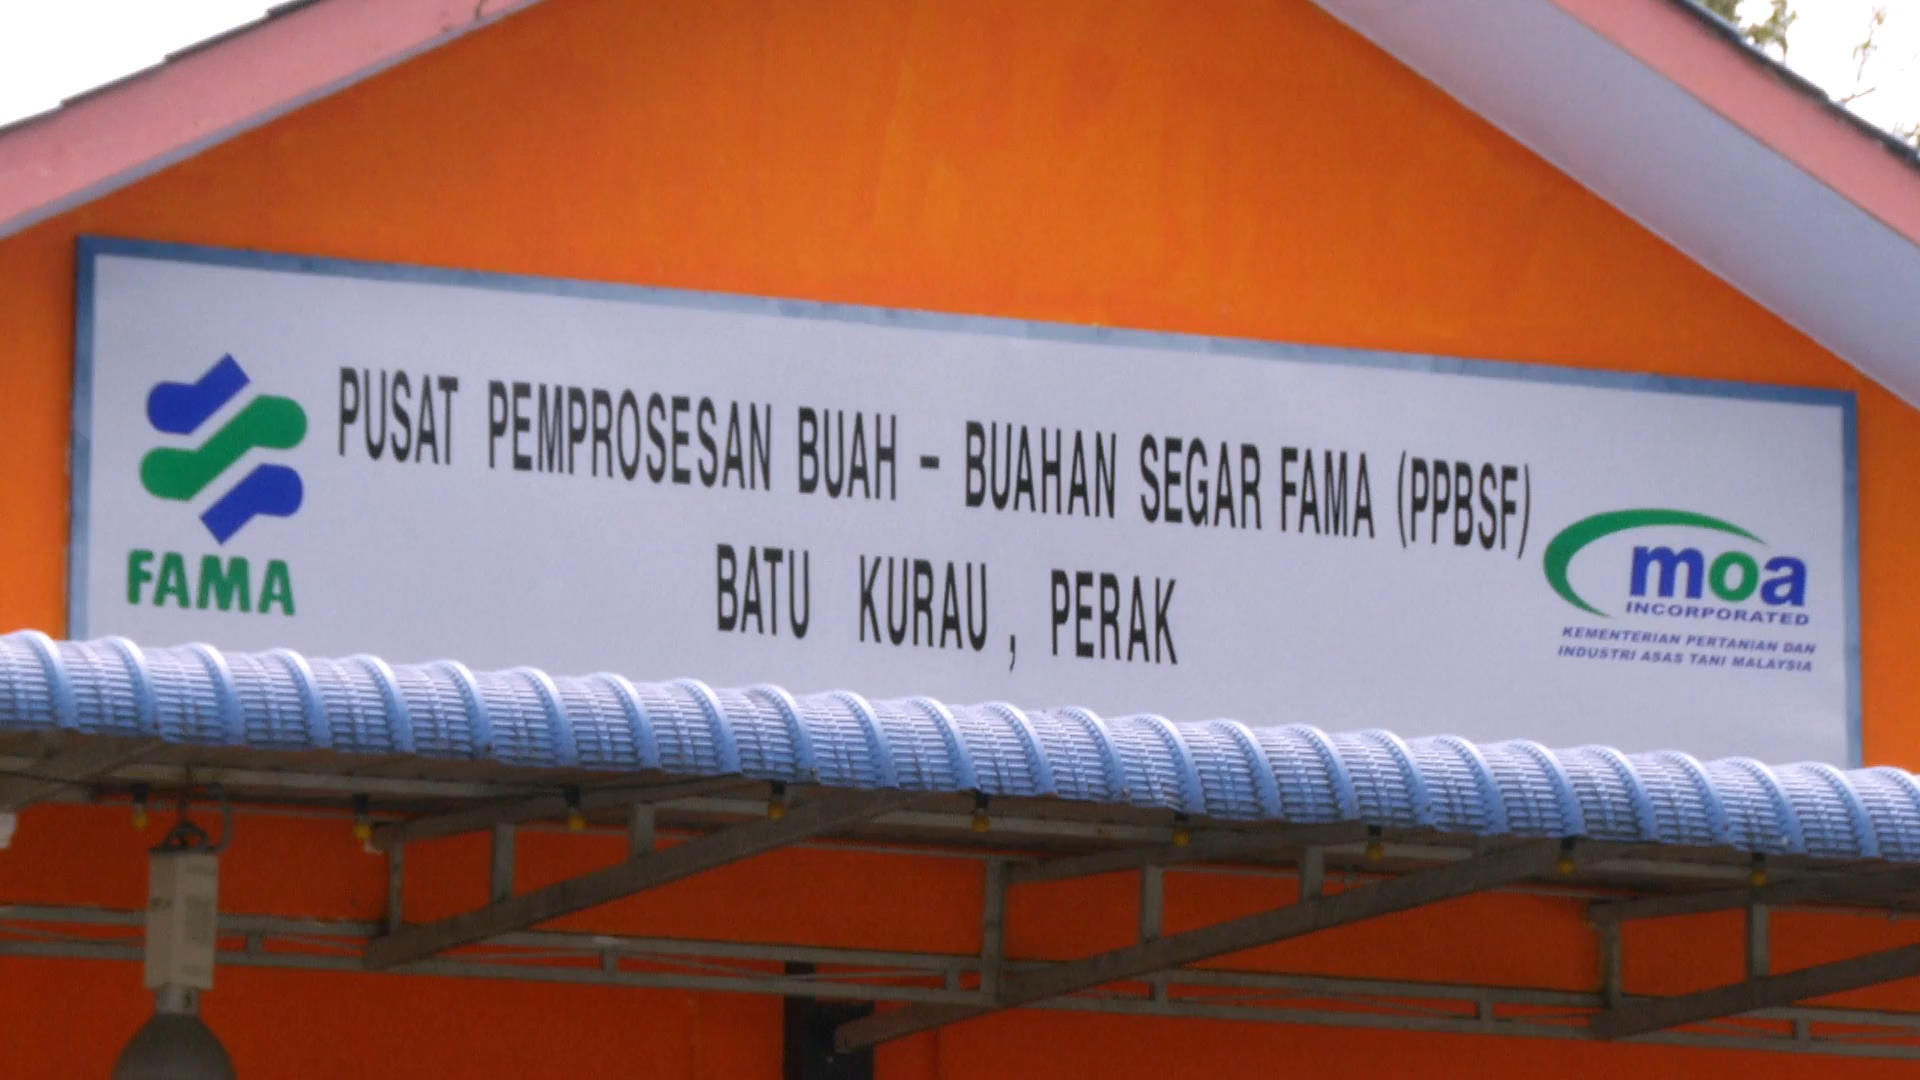 FAMA
PUSAT PEMPROSESAN BUAH - BUAHAN SEGAR FAMA (PPBSF)
BATU KURAU, PERAK
moa
INCORPORATED
KEMENTERIAN PERTANIAN DAN
INDUSTRI ASAS TANI MALAYSIA